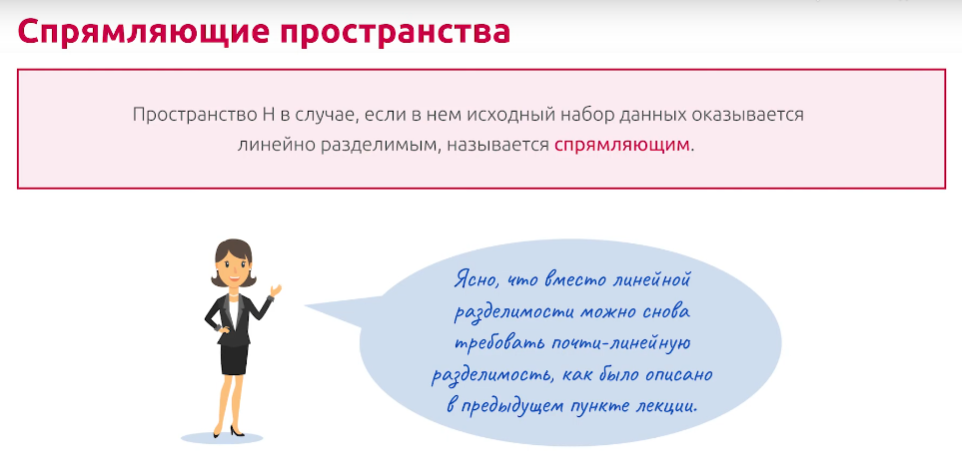 Спрямляющие пространства
Пространство H в случае, если в нем исходный набор данных оказывается
линейно разделимым, называется спрямляющим.
Ясно, что вместо линейной
разделимости можно снова
требовать почти-линейную
разделимость, как было описано
в предыдущем пункте лекции.